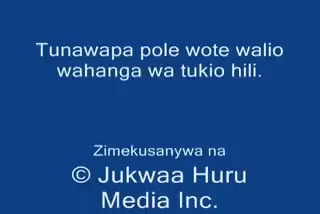 Tunawapa pole wote walio
wahanga wa tukio hili.
Zimekusanywa na
© Jukwaa Huru
Media Inc.